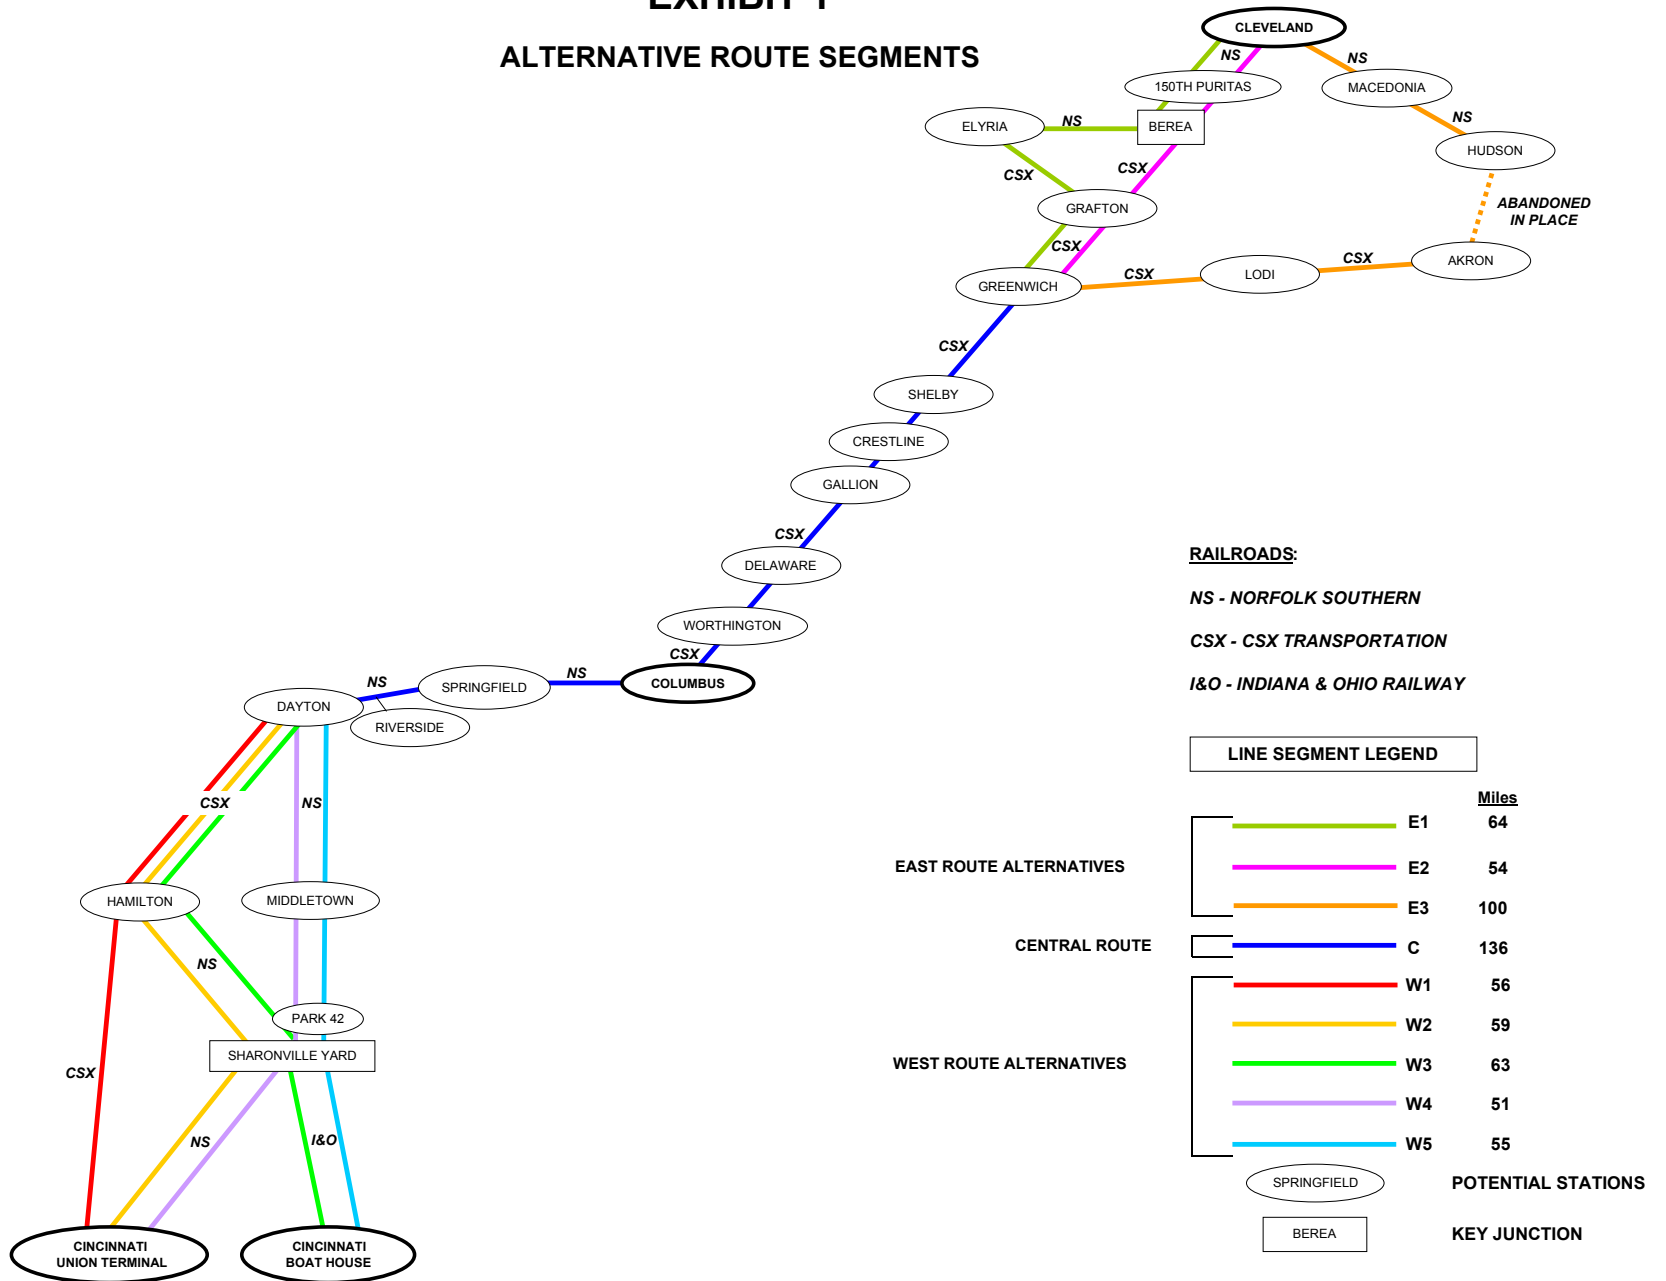 EXHIBIT 1
ALTERNATIVE ROUTE SEGMENTS
CLEVELAND
NS
NS
150TH PURITAS
MACEDONIA
ELYRIA
NS
BEREA
NS
HUDSON
CSX
CSX
GRAFTON
ABANDONED
IN PLACE
CSX
GREENWICH
CSX
LODI
CSX
AKRON
CSX
SHELBY
CRESTLINE
GALLION
CSX
DELAWARE
WORTHINGTON
CSX
COLUMBUS
NS
SPRINGFIELD
NS
DAYTON
RIVERSIDE
CSX
NS
HAMILTON
MIDDLETOWN
NS
PARK 42
SHARONVILLE YARD
CSX
NS
I&O
CINCINNATI
UNION TERMINAL
CINCINNATI
BOAT HOUSE
RAILROADS:
NS - NORFOLK SOUTHERN
CSX - CSX TRANSPORTATION
I&O - INDIANA & OHIO RAILWAY
LINE SEGMENT LEGEND
Miles
E1 64
EAST ROUTE ALTERNATIVES
E2 54
E3 100
CENTRAL ROUTE
C 136
W1 56
W2 59
WEST ROUTE ALTERNATIVES
W3 63
W4 51
W5 55
SPRINGFIELD
POTENTIAL STATIONS
BEREA
KEY JUNCTION